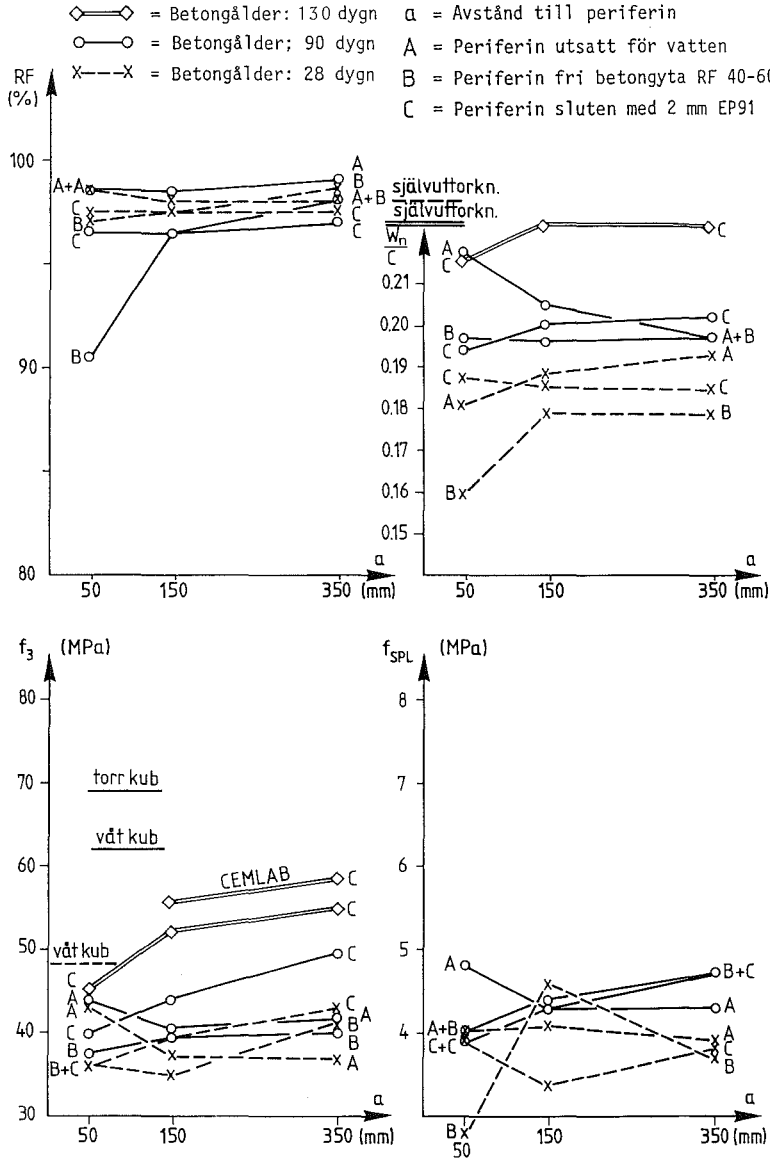 = Betongålder: 130 dygn
= Betongålder; 90 dygn
X---X = Betongålder: 28 dygn
a = Avstånd till periferin
A = Periferin utsatt för vatten
B = Periferin fri betongyta RF 40-60
C = Periferin sluten med 2 mm EP91
RF
(%)
100
90
80
A+A
C
B
C
B
A
B
A+B
C
C
a
50 150 350 (mm)
självuttorkn.
självuttorkn.
Wn
C
0.21
0.20
0.19
0.18
0.17
0.16
0.15
A
C
B
C
C
A
B
C
C
A+B
A
C
B
a
50 150 350 (mm)
f3 (MPa)
80
70
60
50
40
30
torr kub
våt kub
våt kub
CEMLAB
C
A
A
C
B
B+C
C
C
C
C
A
B
B
A
a
50 150 350 (mm)
fSPL (MPa)
8
7
6
5
4
A
A+B
C+C
B
B+C
A
A
C
B
a
50
150 350 (mm)